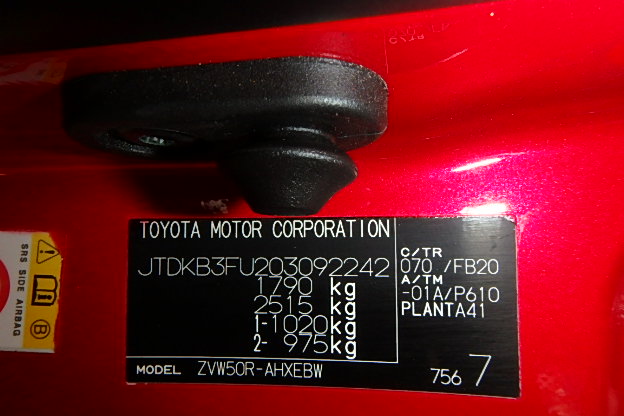 TOYOTA MOTOR CORPORATION
JTDKB3FU203092242
1790 kg
2515 kg
1-1020kg
2- 975kg
C/TR
070 /FB20
A/TM
-01A/P610
PLANTA41
MODEL ZVW50R-AHXEBW
756 7
SRS SIDE AIRBAG
B